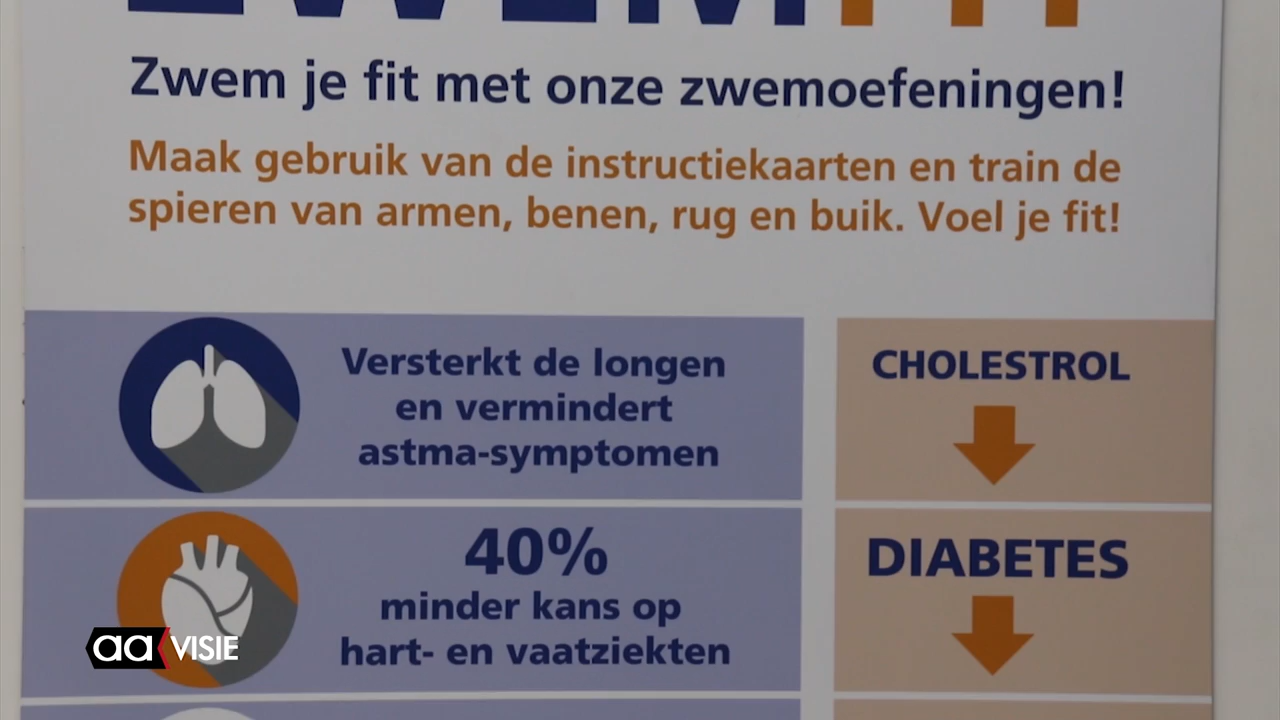 ZWEMFIT
Zwem je fit met onze zwemoefeningen!
Maak gebruik van de instructiekaarten en train de
spieren van armen, benen, rug en buik. Voel je fit!
Versterkt de longen
en vermindert
astma-symptomen
CHOLESTROL
40%
minder kans op
hart- en vaatziekten
DIABETES
aa VISIE